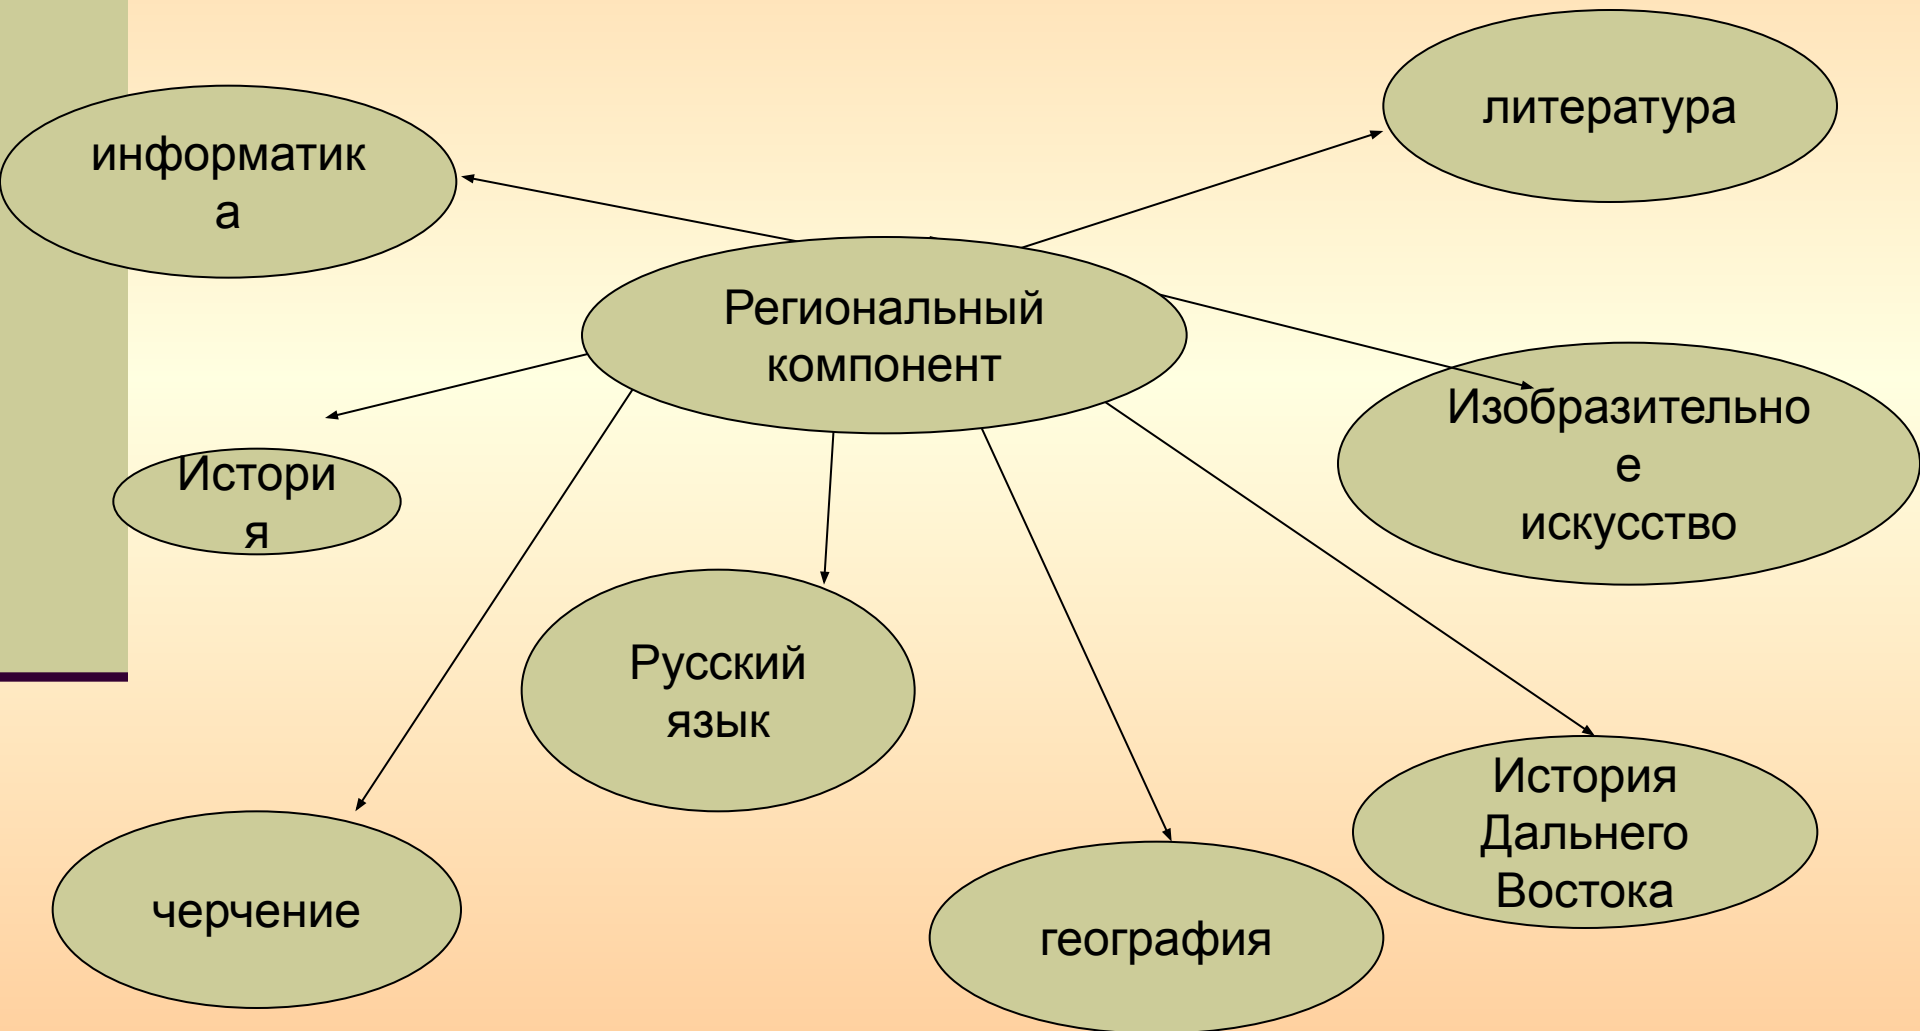 литература
информатик
а
Региональный
компонент
Изобразительно
е
искусство
Истори
я
Русский
язык
История
Дальнего
Востока
черчение
география